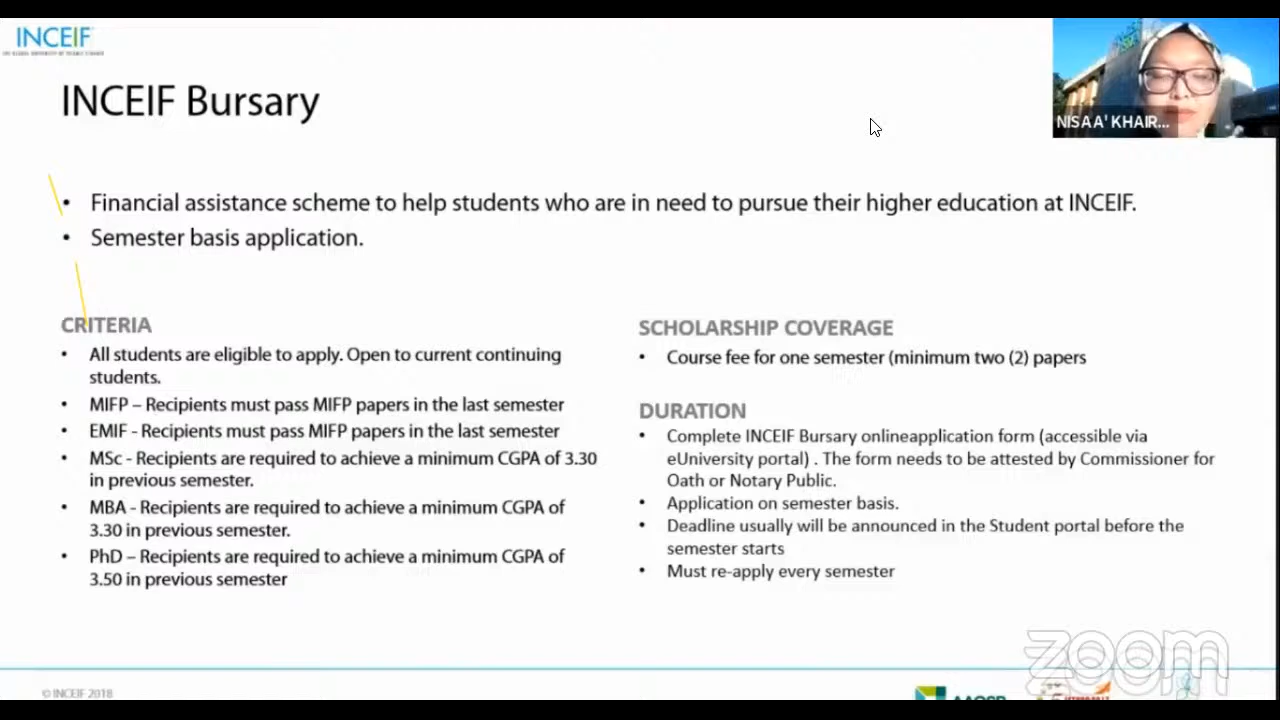 INCEIF
INCEIF Bursary
NISAA' KHAIR...
• Financial assistance scheme to help students who are in need to pursue their higher education at INCEIF.
• Semester basis application.
CRITERIA
• All students are eligible to apply. Open to current continuing
students.
• MIFP – Recipients must pass MIFP papers in the last semester
• EMIF - Recipients must pass MIFP papers in the last semester
• MSc - Recipients are required to achieve a minimum CGPA of 3.30
in previous semester.
• MBA - Recipients are required to achieve a minimum CGPA of
3.30 in previous semester.
• PhD – Recipients are required to achieve a minimum CGPA of
3.50 in previous semester
SCHOLARSHIP COVERAGE
• Course fee for one semester (minimum two (2) papers
DURATION
• Complete INCEIF Bursary onlineapplication form (accessible via
eUniversity portal) . The form needs to be attested by Commissioner for
Oath or Notary Public.
• Application on semester basis.
• Deadline usually will be announced in the Student portal before the
semester starts
• Must re-apply every semester
zoom
© INCEIF 2018